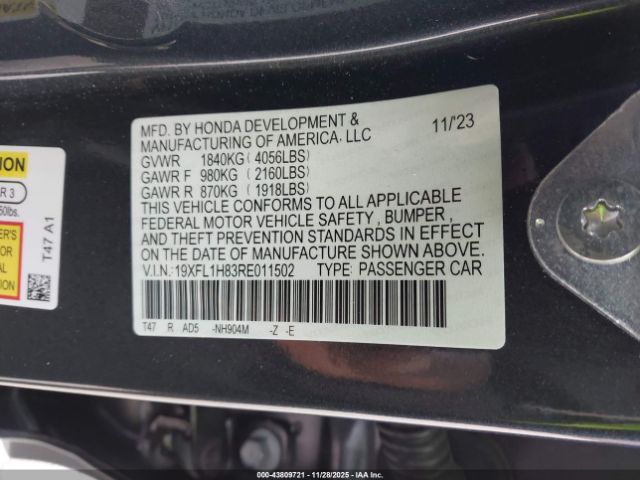 MFD. BY HONDA DEVELOPMENT &
MANUFACTURING OF AMERICA, LLC 11/'23
GVWR 1840KG(4056LBS)
GAWR F 980KG(2160LBS)
GAWR R 870KG(1918LBS)
THIS VEHICLE CONFORMS TO ALL APPLICABLE
FEDERAL MOTOR VEHICLE SAFETY, BUMPER,
AND THEFT PREVENTION STANDARDS IN EFFECT
ON THE DATE OF MANUFACTURE SHOWN ABOVE.
V.I.N.:19XFL1H83RE011502 TYPE: PASSENGER CAR
T47 R AD5 -NH904M -Z -E
R 3
T47 A1
000-43809721 - 11/28/2025 - IAA Inc.